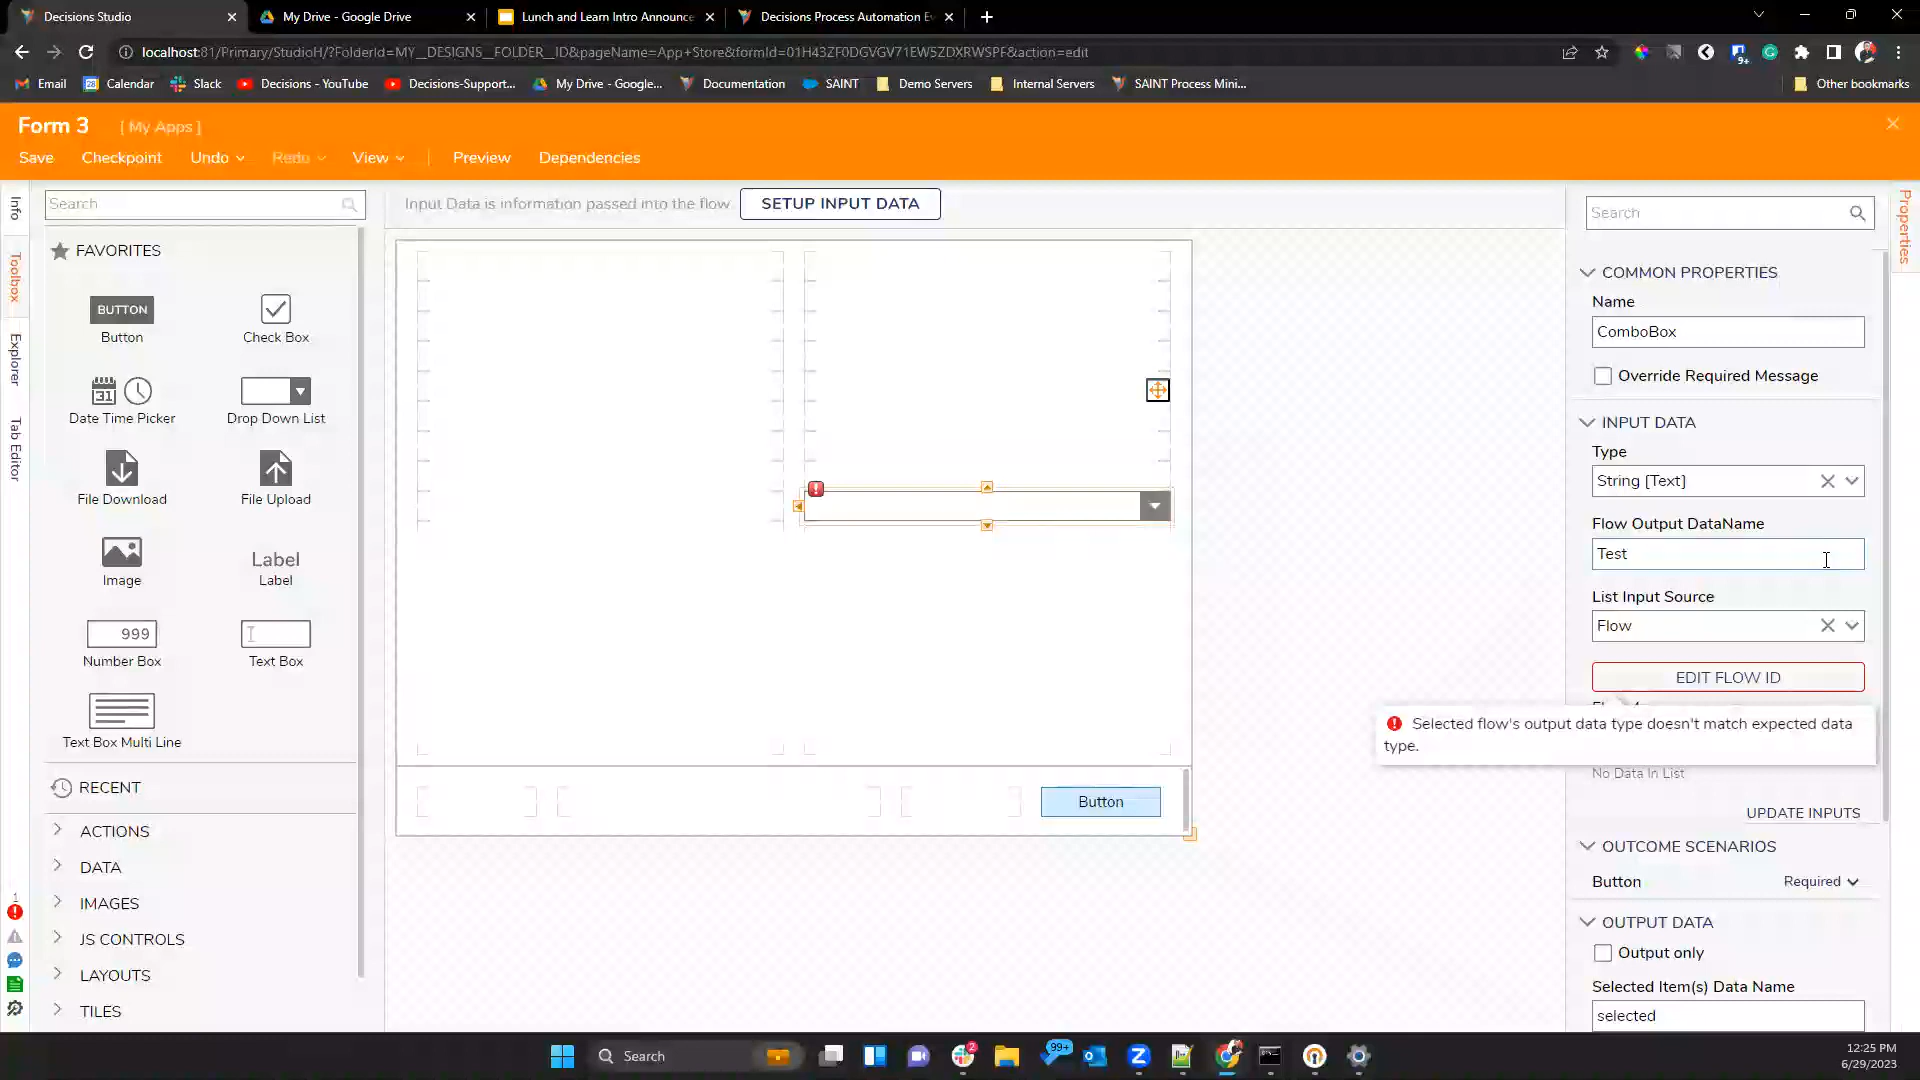 Decisions Studio
My Drive - Google Drive
Lunch and Learn Intro Announce
Decisions Process Automation Ev
localhost:81/Primary/StudioH/?FolderId=MY__DESIGNS__FOLDER__ID&pageName=App+Store&formId=01H43ZF0DGVGV71EW5ZDXRWSPF&action=edit
9+
Email
Calendar
Slack
Decisions - YouTube
Decisions-Support...
My Drive - Google...
Documentation
SAINT
Demo Servers
Internal Servers
SAINT Process Mini...
Other bookmarks
Form 3 [ My Apps ]
Save
Checkpoint
Undo
Redo
View
Preview
Dependencies
Info
Toolbox
Explorer
Tab Editor
1
Search
FAVORITES
BUTTON
Button
Check Box
31
Date Time Picker
Drop Down List
File Download
File Upload
Image
Label
Label
999
Number Box
Text Box
Text Box Multi Line
RECENT
ACTIONS
DATA
IMAGES
JS CONTROLS
LAYOUTS
TILES
Input Data is information passed into the flow
SETUP INPUT DATA
Button
Properties
Search
COMMON PROPERTIES
Name
ComboBox
Override Required Message
INPUT DATA
Type
String [Text]
Flow Output DataName
Test
List Input Source
Flow
EDIT FLOW ID
Selected flow's output data type doesn't match expected data
type.
No Data In List
UPDATE INPUTS
OUTCOME SCENARIOS
Button
Required
OUTPUT DATA
Output only
Selected Item(s) Data Name
selected
Search
2
99+
12:25 PM
6/29/2023